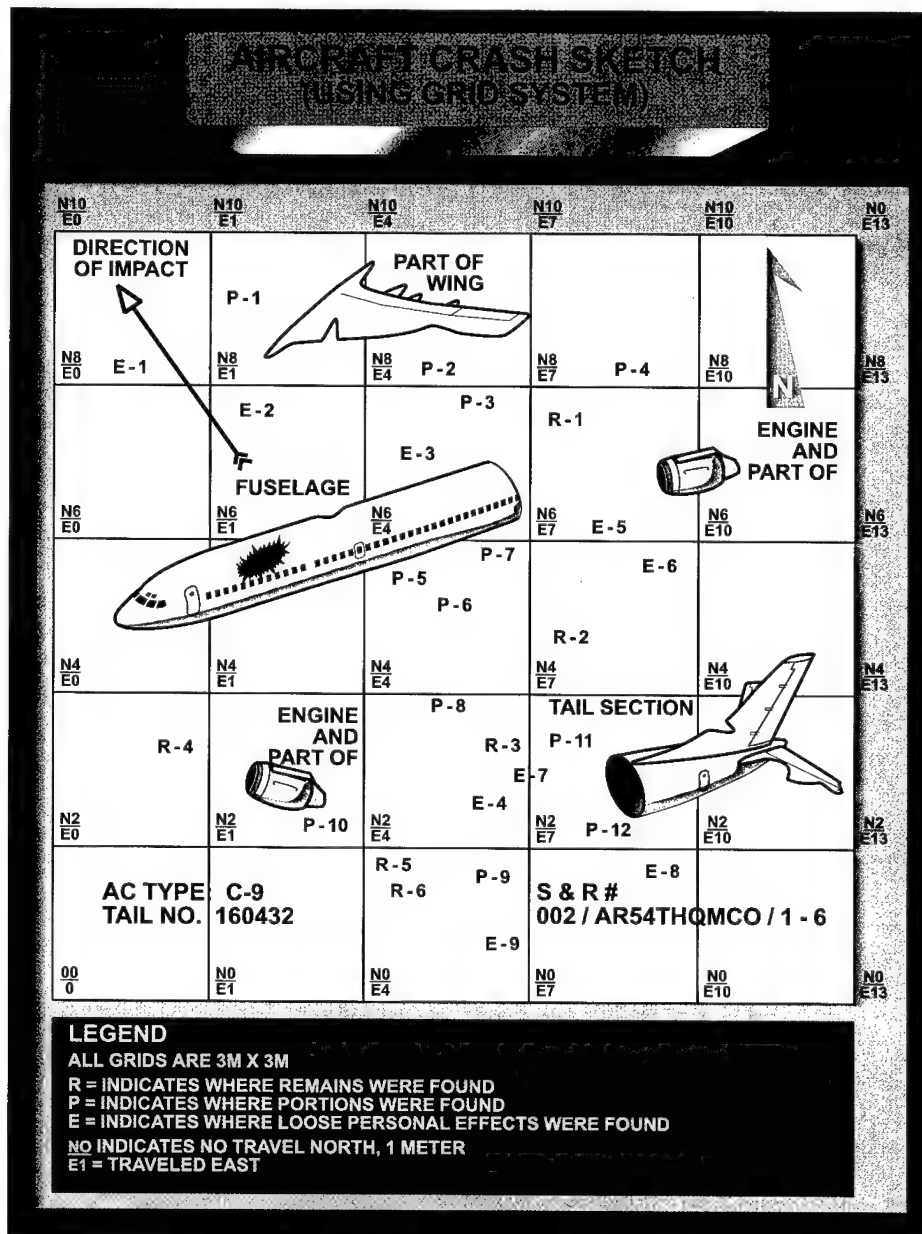 AIRCRAFT CRASH SKETCH
(USING GRID SYSTEM)
N10 N10 N10 N10 N10 N0
E0 E1 E4 E7 E10 E13
DIRECTION
OF IMPACT
PART OF
WING
P-1
N8 E-1 N8 N8 P-2 N8 P-4 N8 N8
E0 E1 E4 E7 E10 E13
E-2 P-3 R-1
E-3
ENGINE
AND
PART OF
FUSELAGE
N6 N6 N6 N6 E-5 N6 N6
E0 E1 E4 E7 E10 E13
P-7 E-6
P-5
P-6
R-2
N4 N4 N4 N4 N4 N4
E0 E1 E4 E7 E10 E13
P-8 TAIL SECTION
ENGINE
AND
PART OF
R-4 R-3 P-11
E-7
E-4
N2 N2 P-10 N2 N2 P-12 N2 N2
E0 E1 E4 E7 E10 E13
R-5 P-9 E-8
R-6
AC TYPE C-9 S & R #
TAIL NO. 160432 002 / AR54THQMCO / 1 - 6
E-9
00 N0 N0 N0 N0 N0
0 E1 E4 E7 E10 E13
N
LEGEND
ALL GRIDS ARE 3M X 3M
R = INDICATES WHERE REMAINS WERE FOUND
P = INDICATES WHERE PORTIONS WERE FOUND
E = INDICATES WHERE LOOSE PERSONAL EFFECTS WERE FOUND
NO INDICATES NO TRAVEL NORTH, 1 METER
E1 = TRAVELED EAST